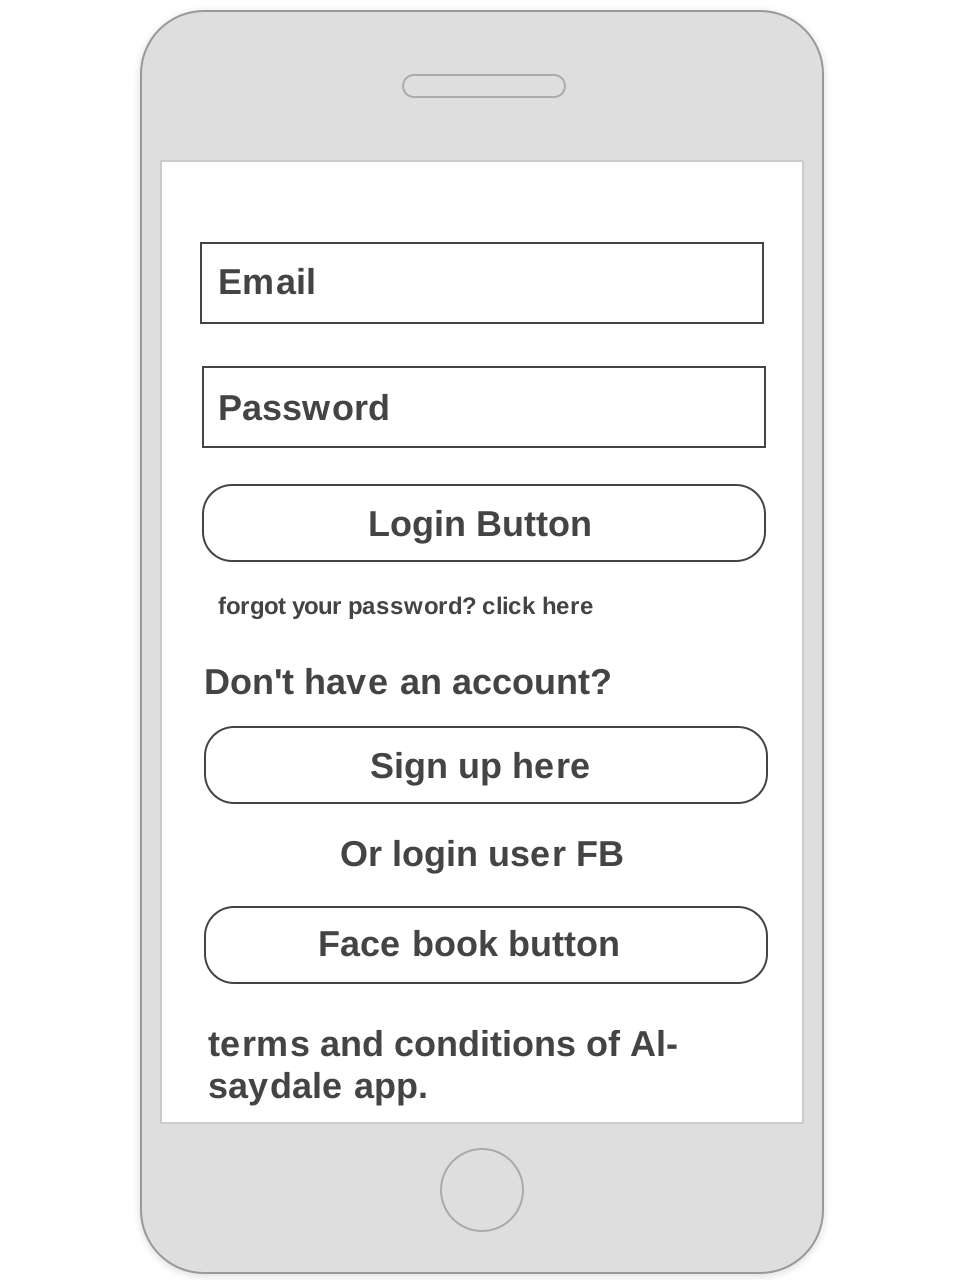 Email
Password
Login Button
forgot your password? click here
Don't have an account?
Sign up here
Or login user FB
Face book button
terms and conditions of Al-
saydale app.